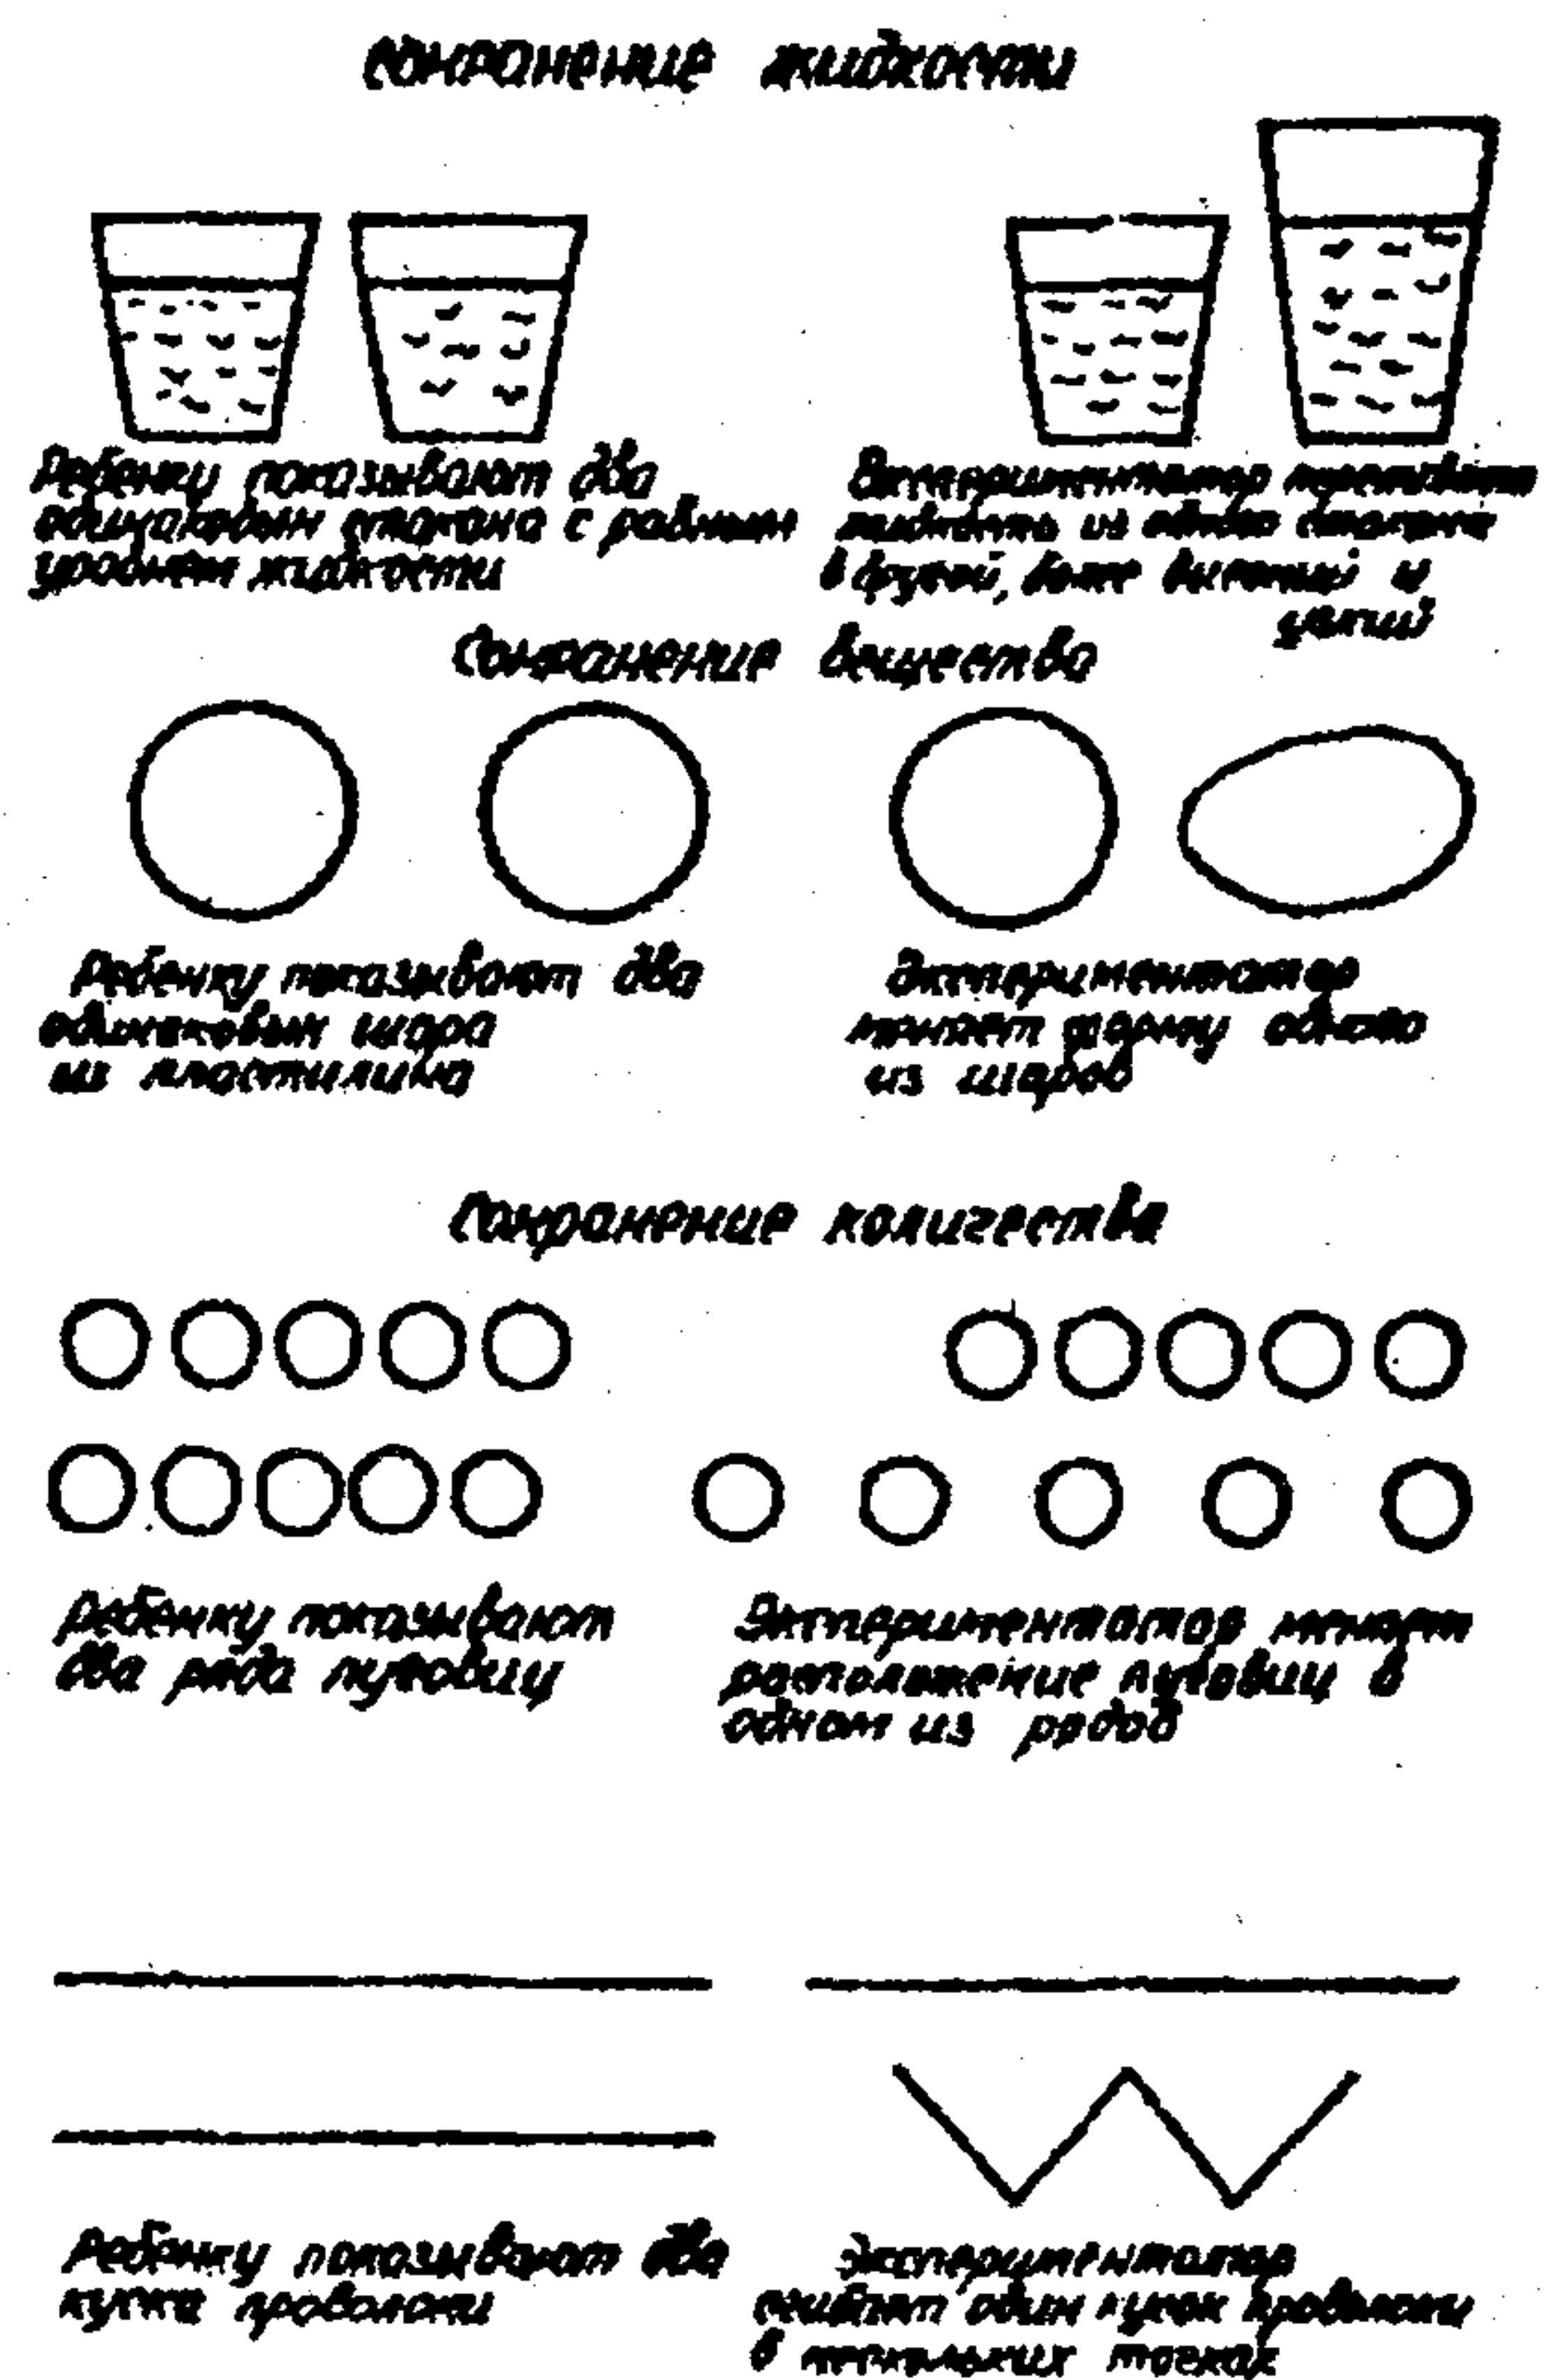 Сохранение жидкости
Ребенку показывают два
одинаковых стакана с равным
уровнем жидкости
Экспериментатор переливает
жидкость из одного стакана
в другой, более высокий и
узкий
Сохранение вещества
Ребенку показывают два
одинаковых шара
из пластилина
Экспериментатор
меняет форму одного
из шаров
Сохранение количества
Ребенку показывают
два ряда пуговиц
Экспериментатор меняет
расположение пуговиц в
одном из рядов
Ребенку показывают два
куска проволоки
Экспериментатор
сгибает один кусок проволоки
в нескольких точках